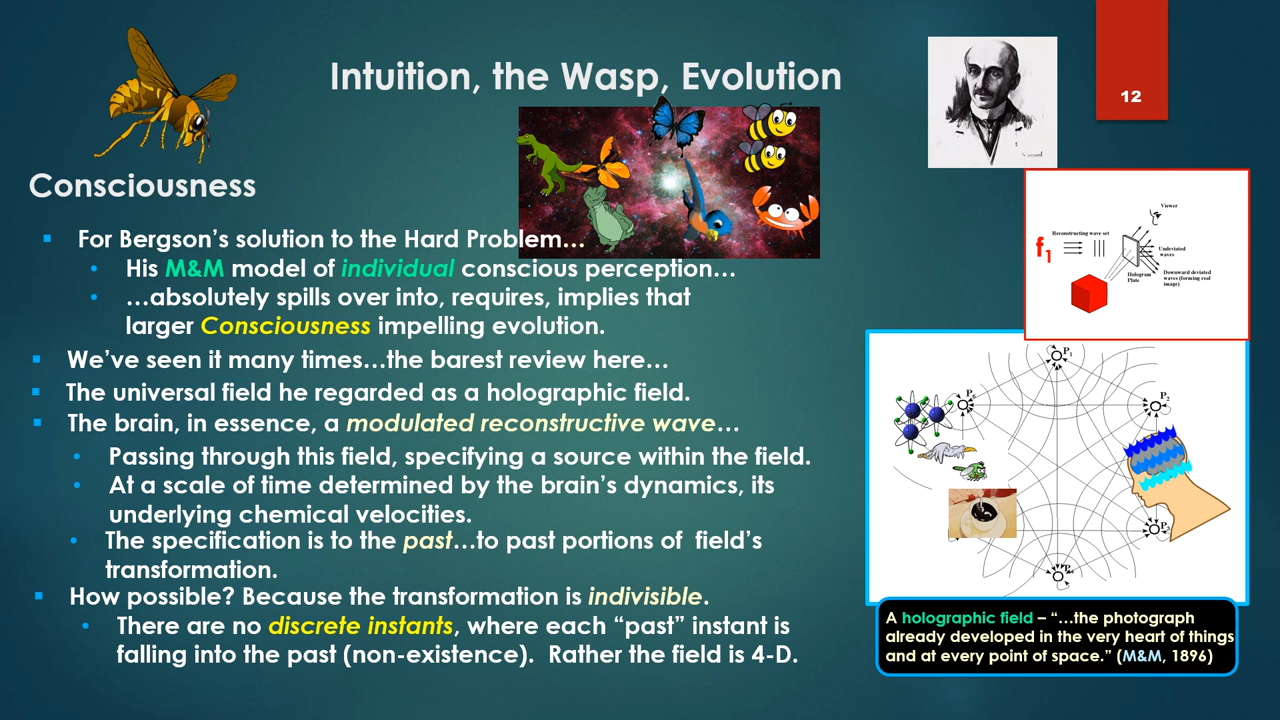 Intuition, the Wasp, Evolution
12
Consciousness
For Bergson's solution to the Hard Problem…
His M&M model of individual conscious perception…
…absolutely spills over into, requires, implies that
larger Consciousness impelling evolution.
We've seen it many times…the barest review here…
The universal field he regarded as a holographic field.
The brain, in essence, a modulated reconstructive wave…
Passing through this field, specifying a source within the field.
At a scale of time determined by the brain's dynamics, its
underlying chemical velocities.
The specification is to the past…to past portions of field's
transformation.
How possible? Because the transformation is indivisible.
There are no discrete instants, where each "past" instant is
falling into the past (non-existence). Rather the field is 4-D.
Viewer
Reconstructing wave set
f1
Undeviated
waves
Hologram
Plate
Downward deviated
waves (forming real
image)
P1
P2
P
P
A holographic field – "…the photograph
already developed in the very heart of things
and at every point of space." (M&M, 1896)